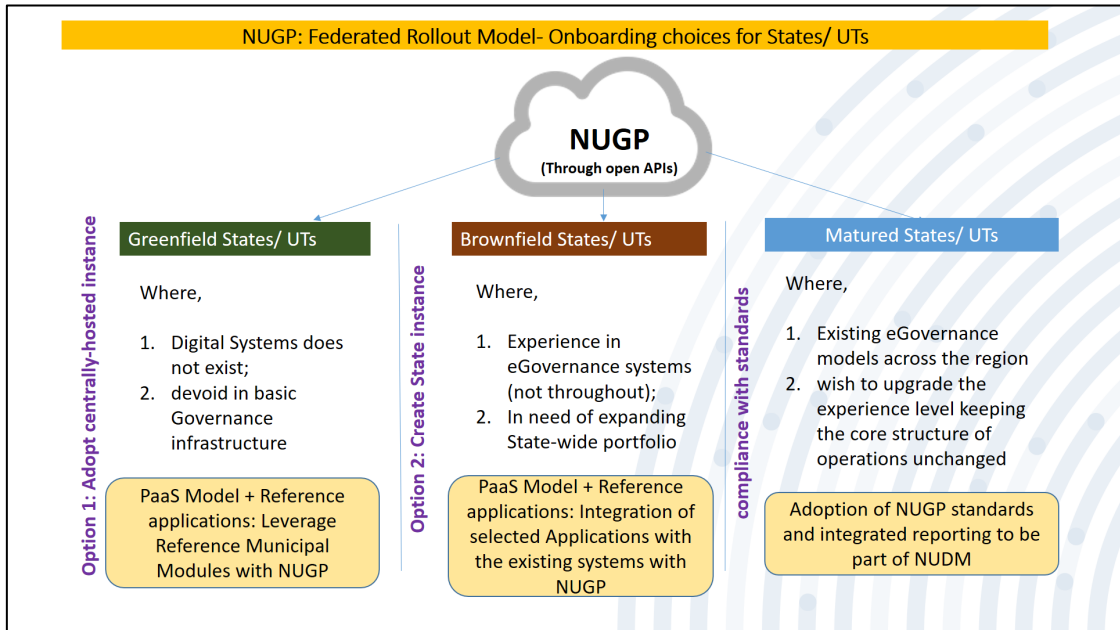 NUGP: Federated Rollout Model- Onboarding choices for States/ UTs
NUGP
(Through open APIs)
Option 1: Adopt centrally-hosted instance
Greenfield States/ UTs
Where,
1. Digital Systems does
not exist;
2. devoid in basic
Governance
infrastructure
PaaS Model + Reference
applications: Leverage
Reference Municipal
Modules with NUGP
Option 2: Create State instance
Brownfield States/ UTs
Where,
1. Experience in
eGovernance systems
(not throughout);
2. In need of expanding
State-wide portfolio
PaaS Model + Reference
applications: Integration of
selected Applications with
the existing systems with
NUGP
compliance with standards
Matured States/ UTs
Where,
1. Existing eGovernance
models across the region
2. wish to upgrade the
experience level keeping
the core structure of
operations unchanged
Adoption of NUGP standards
and integrated reporting to be
part of NUDM